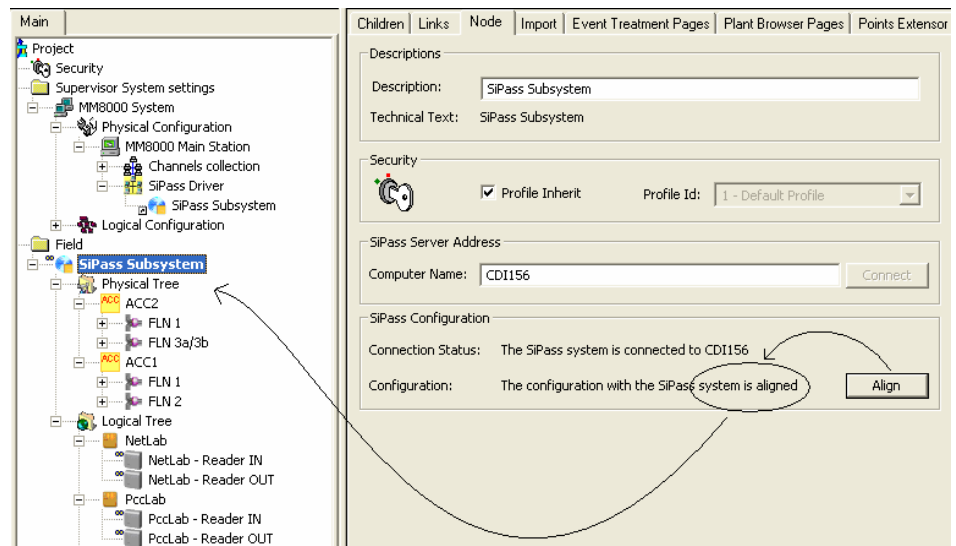 Main
Project
Security
Supervisor System settings
MM8000 System
Physical Configuration
MM8000 Main Station
Channels collection
SiPass Driver
SiPass Subsystem
Logical Configuration
Field
SiPass Subsystem
Physical Tree
ACC ACC2
FLN 1
FLN 3a/3b
ACC ACC1
FLN 1
FLN 2
Logical Tree
NetLab
NetLab - Reader IN
NetLab - Reader OUT
PccLab
PccLab - Reader IN
PccLab - Reader OUT
Children Links Node Import Event Treatment Pages Plant Browser Pages Points Extensor
Descriptions
Description: SiPass Subsystem
Technical Text: SiPass Subsystem
Security
Profile Inherit Profile Id: 1 - Default Profile
SiPass Server Address
Computer Name: CDI156 Connect
SiPass Configuration
Connection Status: The SiPass system is connected to CDI156
Configuration: The configuration with the SiPass system is aligned Align